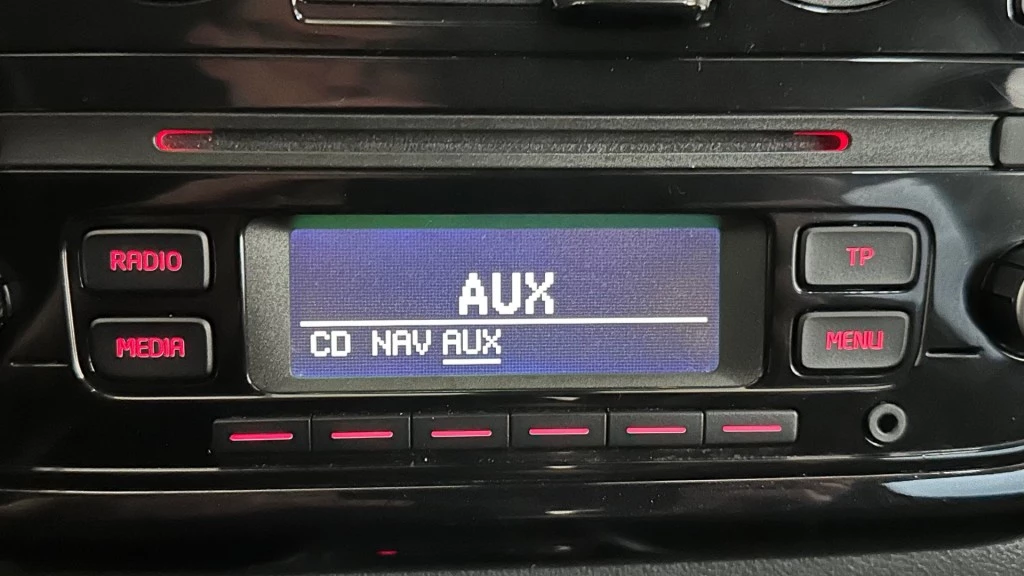 RADIO
AUX
TP
CD NAV AUX
MEDIA
MENU